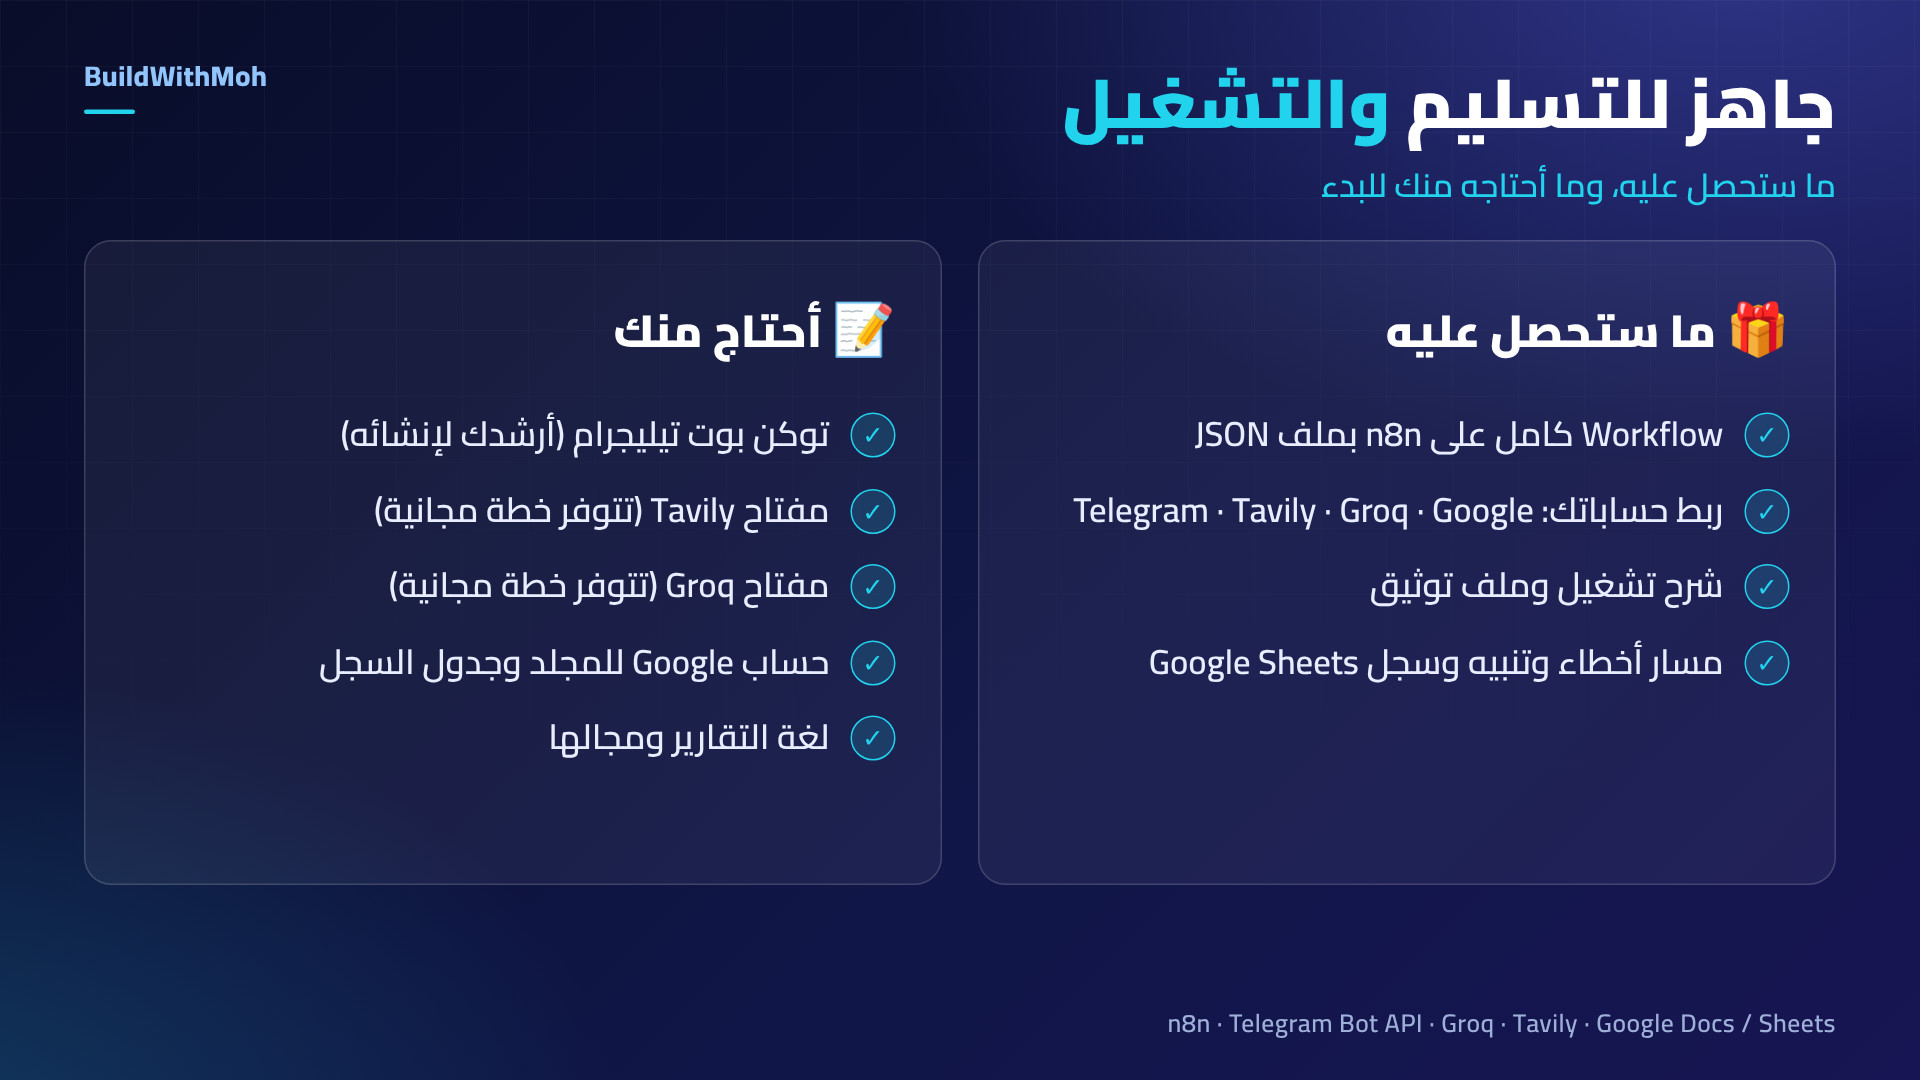 جاهز للتسليم والتشغيل
BuildWithMoh
ما ستحصل عليه، وما أحتاجه منك للبدء
🎁 ما ستحصل عليه
✓ Workflow كامل على n8n بملف JSON
✓ ربط حساباتك: Telegram · Tavily · Groq · Google
✓ شرح تشغيل وملف توثيق
✓ مسار أخطاء وتنبيه وسجل Google Sheets
📝 أحتاج منك
✓ توكن بوت تيليجرام (أرشدك لإنشائه)
✓ مفتاح Tavily (تتوفر خطة مجانية)
✓ مفتاح Groq (تتوفر خطة مجانية)
✓ حساب Google للمجلد وجدول السجل
✓ لغة التقارير ومجالها
n8n · Telegram Bot API · Groq · Tavily · Google Docs / Sheets